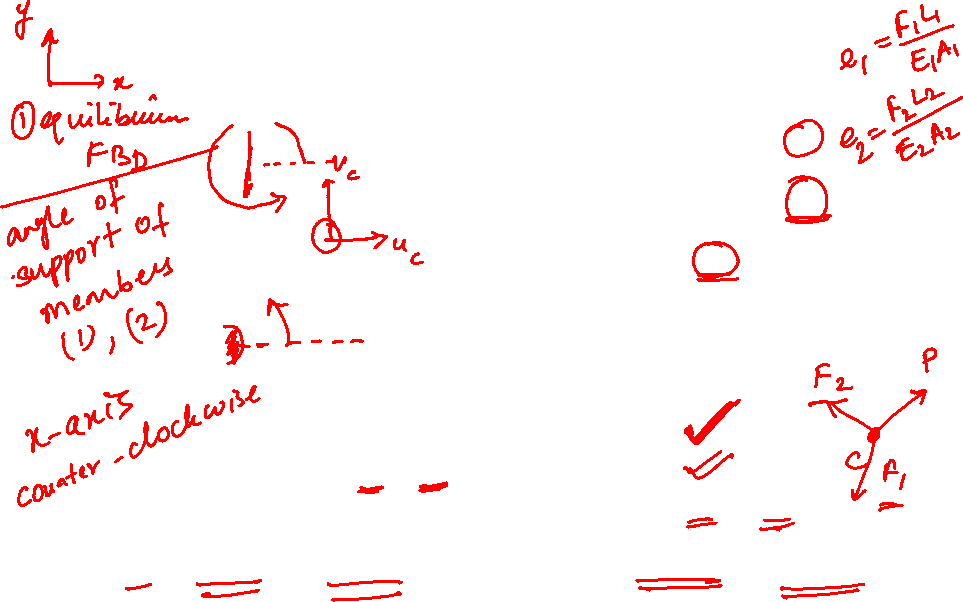 y
x
① equilibrium
FBD
angle of
support of
members
(1), (2)
x-axis
counter-clockwise
v_c
u_c
e_1 = F_1L_1 / E_1A_1
e_2 = F_2L_2 / E_2A_2
F_2
P
C
F_1